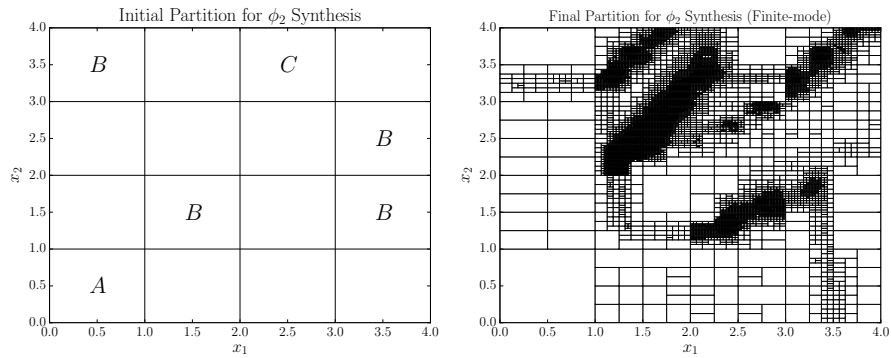 Initial Partition for ϕ₂ Synthesis
4.0
3.5
3.0
2.5
2.0
1.5
1.0
0.5
0.0
x₂
B
C
B
B
B
A
0.0 0.5 1.0 1.5 2.0 2.5 3.0 3.5 4.0
x₁
Final Partition for ϕ₂ Synthesis (Finite-mode)
4.0
3.5
3.0
2.5
2.0
1.5
1.0
0.5
0.0
x₂
0.0 0.5 1.0 1.5 2.0 2.5 3.0 3.5 4.0
x₁